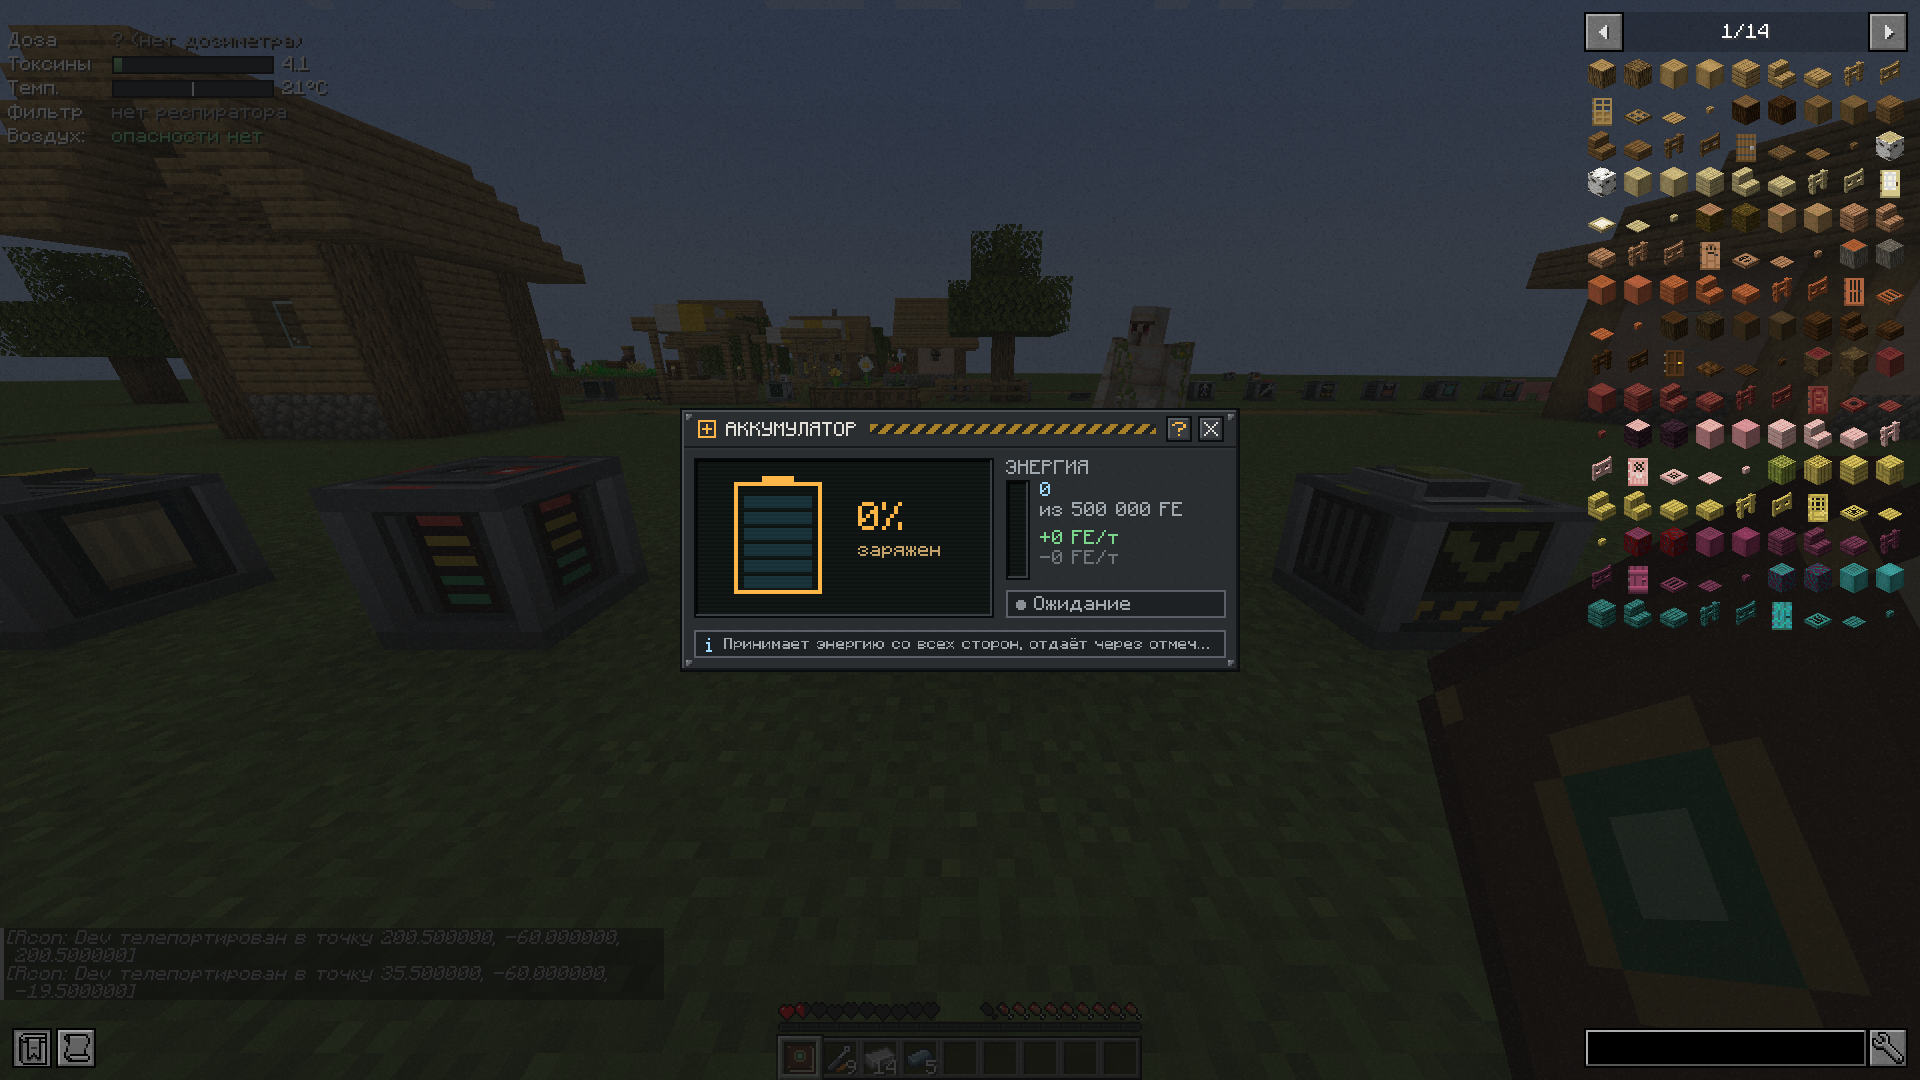 Доза ? (нет дозиметра)
Токсины 4.1
Темп. 21°C
Фильтр нет респиратора
Воздух: опасности нет
1/14
АККУМУЛЯТОР
?
ЭНЕРГИЯ
0
из 500 000 FE
+0 FE/т
−0 FE/т
0%
заряжен
Ожидание
i Принимает энергию со всех сторон, отдаёт через отмеч...
[Rcon: Dev телепортирован в точку 200.500000, −60.000000,
200.500000]
[Rcon: Dev телепортирован в точку 35.500000, −60.000000,
−19.500000]
9
14
5